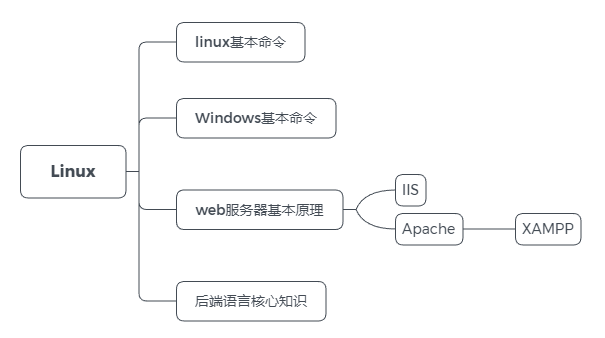 linux基本命令
Windows基本命令
Linux
web服务器基本原理
IIS
Apache
XAMPP
后端语言核心知识